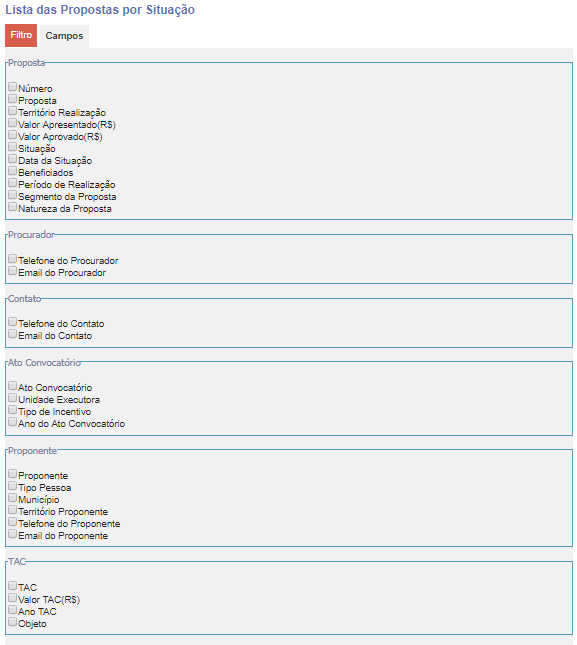 Lista das Propostas por Situação
Filtro Campos
Proposta
Número
Proposta
Território Realização
Valor Apresentado(R$)
Valor Aprovado(R$)
Situação
Data da Situação
Beneficiados
Período de Realização
Segmento da Proposta
Natureza da Proposta
Procurador
Telefone do Procurador
Email do Procurador
Contato
Telefone do Contato
Email do Contato
Ato Convocatório
Ato Convocatório
Unidade Executora
Tipo de Incentivo
Ano do Ato Convocatório
Proponente
Proponente
Tipo Pessoa
Município
Território Proponente
Telefone do Proponente
Email do Proponente
TAC
TAC
Valor TAC(R$)
Ano TAC
Objeto